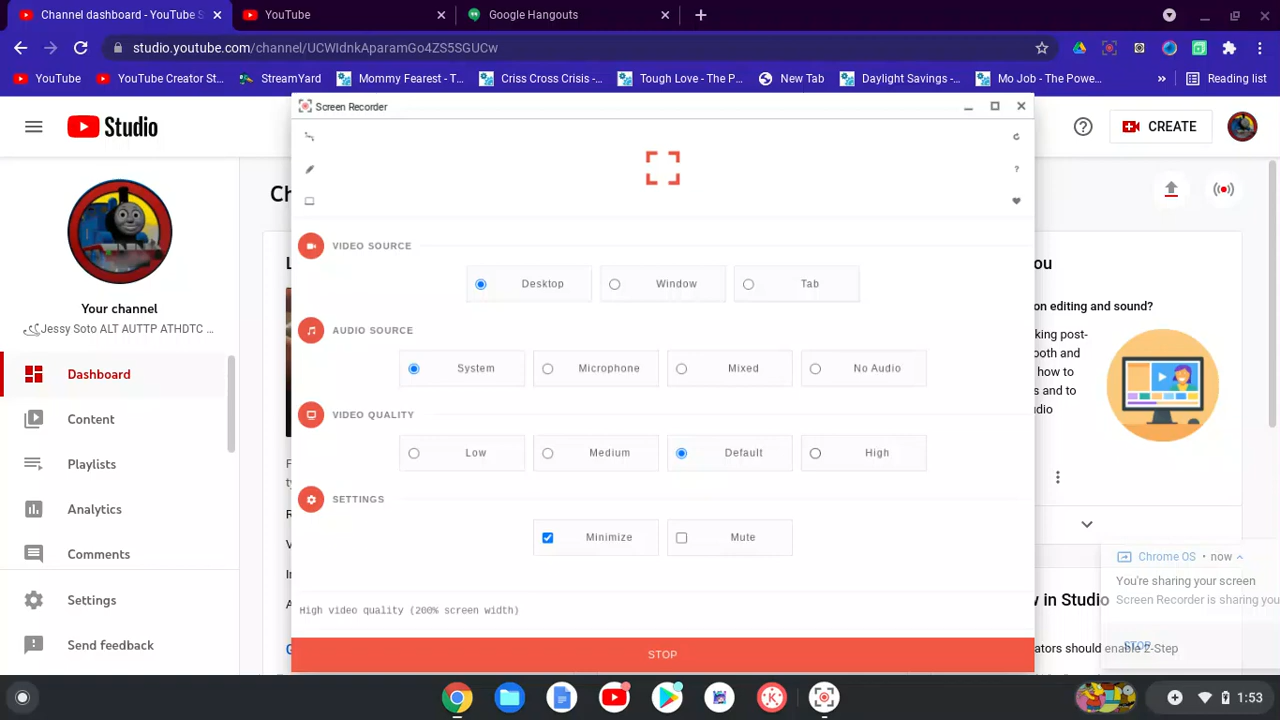 Channel dashboard - YouTube S
YouTube
Google Hangouts
studio.youtube.com/channel/UCWIdnkAparamGo4ZS5SGUCw
YouTube
YouTube Creator St...
StreamYard
Mommy Fearest - T...
Criss Cross Crisis -...
Tough Love - The P...
New Tab
Daylight Savings -...
Mo Job - The Powe...
»
Reading list
Screen Recorder
Studio
CREATE
Your channel
Jessy Soto ALT AUTTP ATHDTC ...
Dashboard
Content
Playlists
Analytics
Comments
Settings
Send feedback
VIDEO SOURCE
Desktop
Window
Tab
AUDIO SOURCE
System
Microphone
Mixed
No Audio
VIDEO QUALITY
Low
Medium
Default
High
SETTINGS
Minimize
Mute
High video quality (200% screen width)
STOP
Ch
you
on editing and sound?
king post-
both and
how to
s and to
udio
Chrome OS • now
You're sharing your screen
Screen Recorder is sharing you
STOP
w in Studio
ators should enable 2-Step
1:53